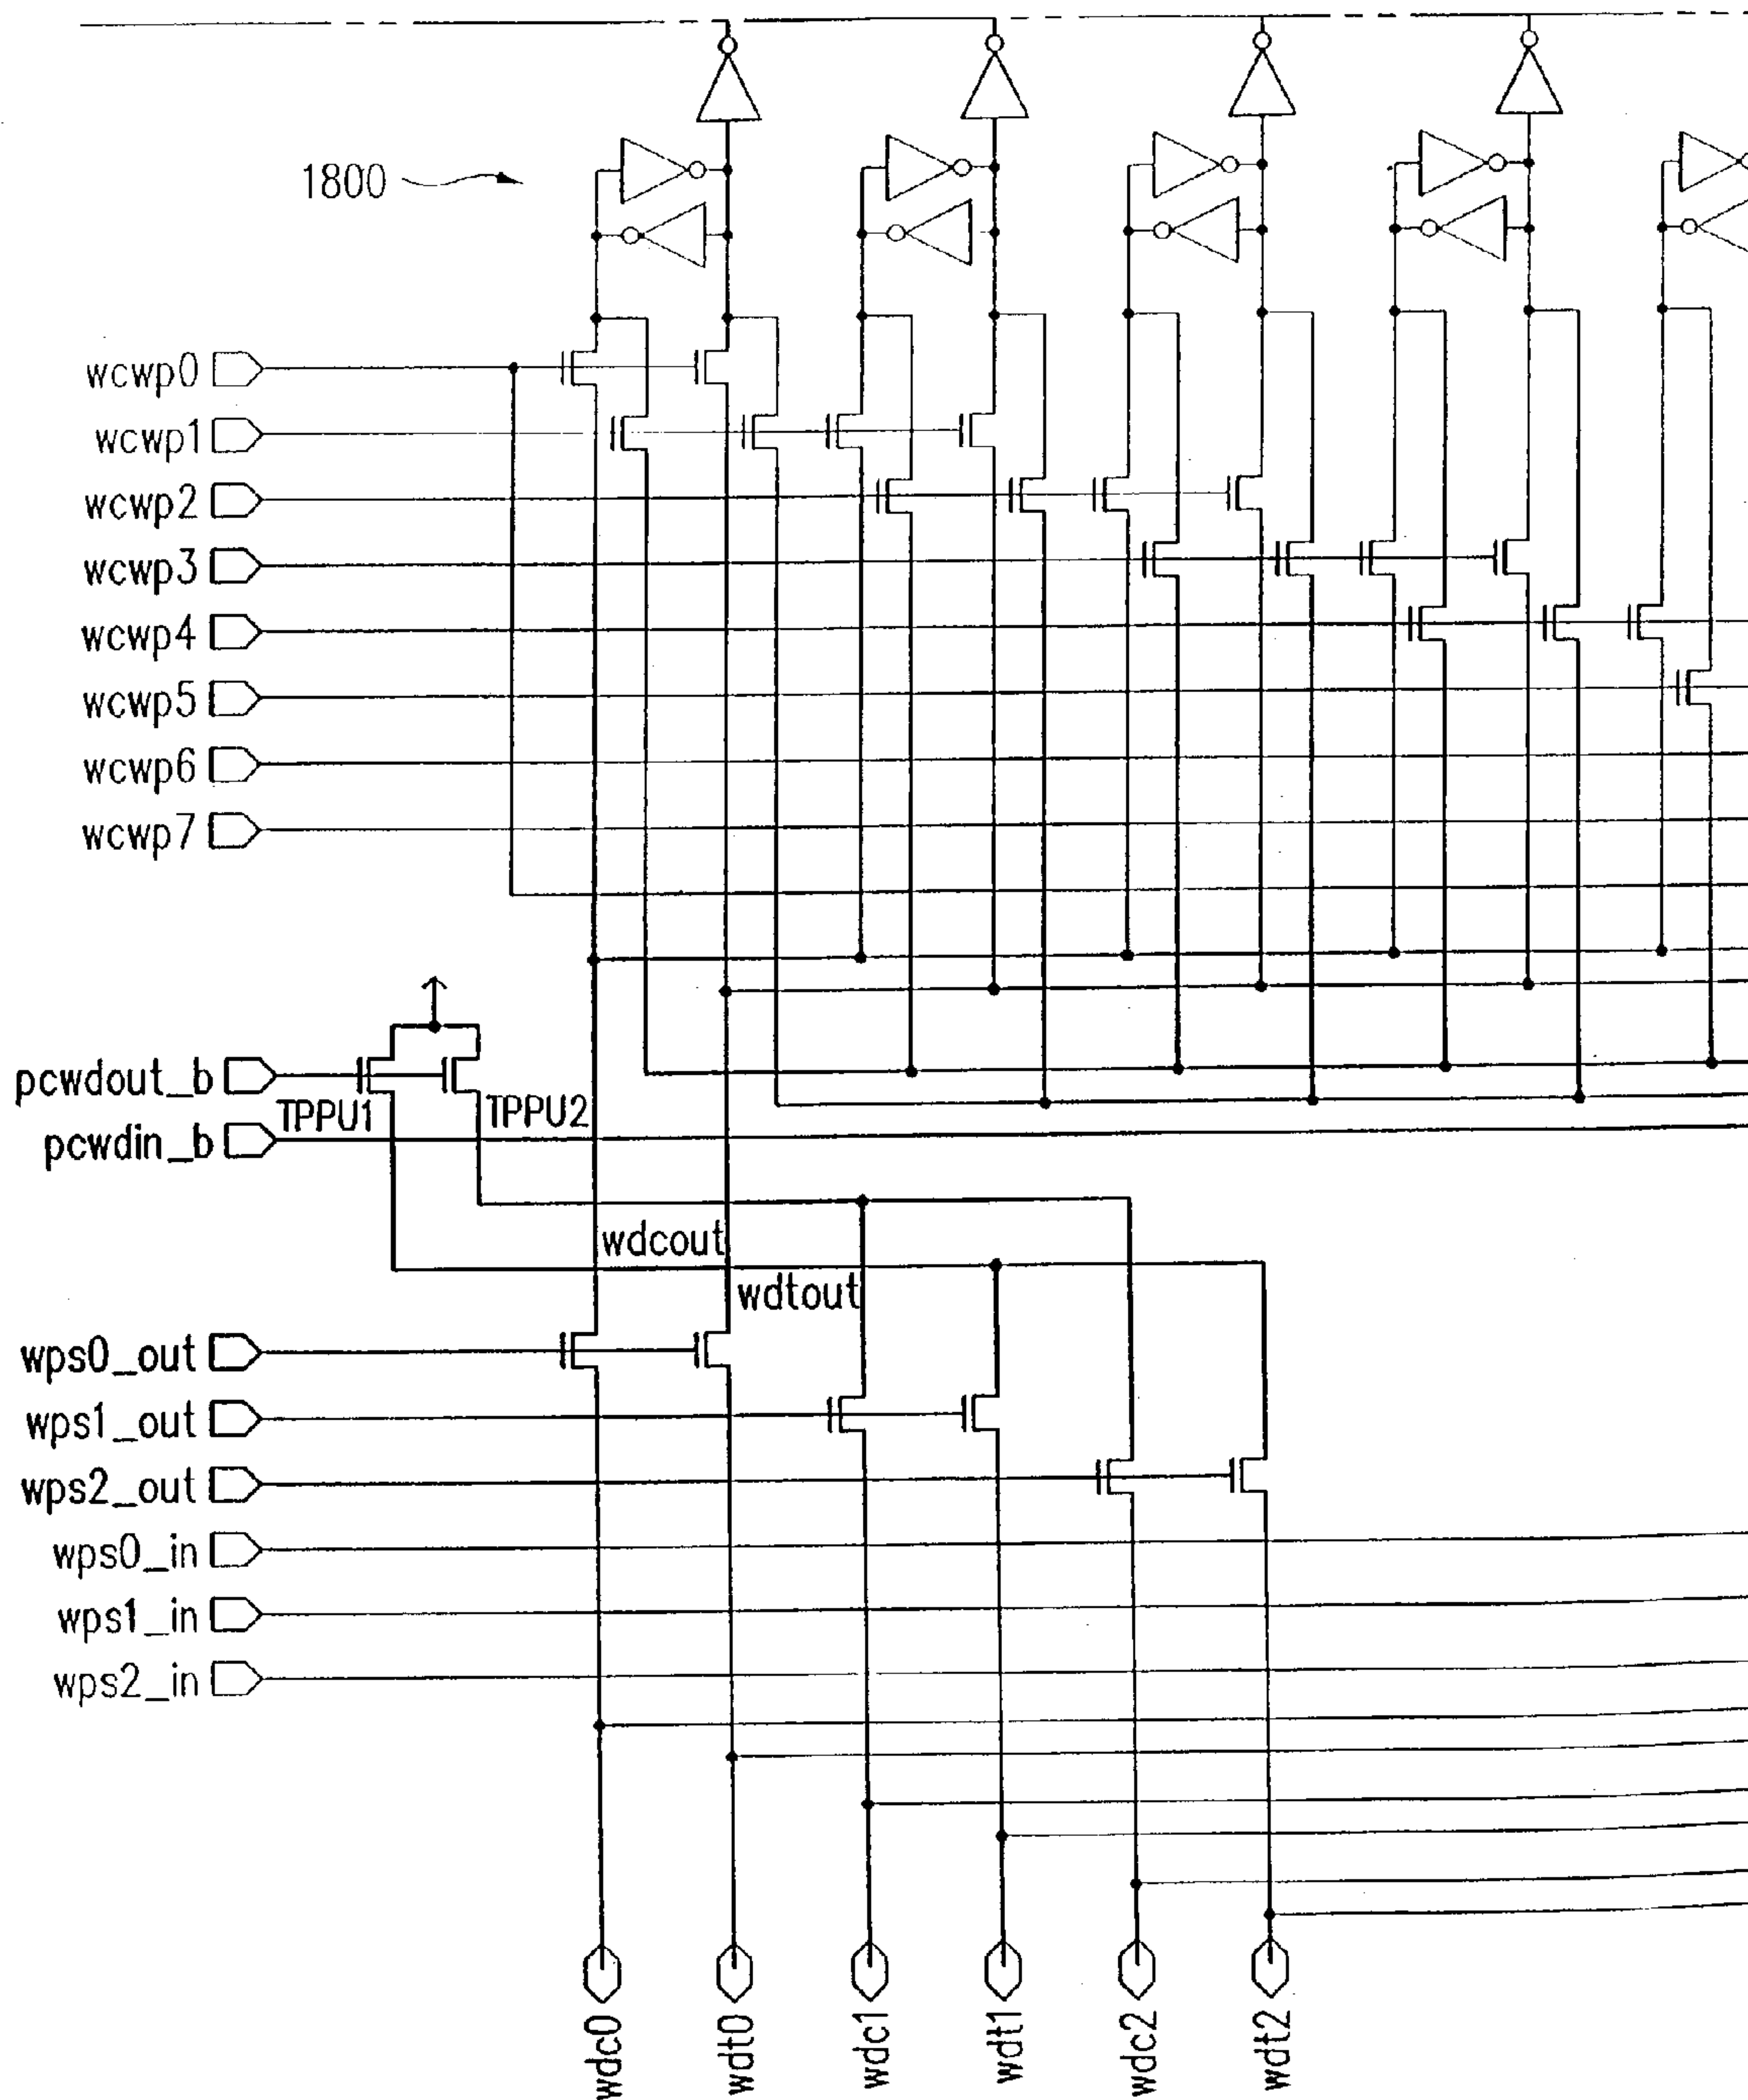 1800
wcwp0
wcwp1
wcwp2
wcwp3
wcwp4
wcwp5
wcwp6
wcwp7
pcwdout_b
TPPU1
TPPU2
pcwdin_b
wdcout
wdtout
wps0_out
wps1_out
wps2_out
wps0_in
wps1_in
wps2_in
wdc0
wdt0
wdc1
wdt1
wdc2
wdt2